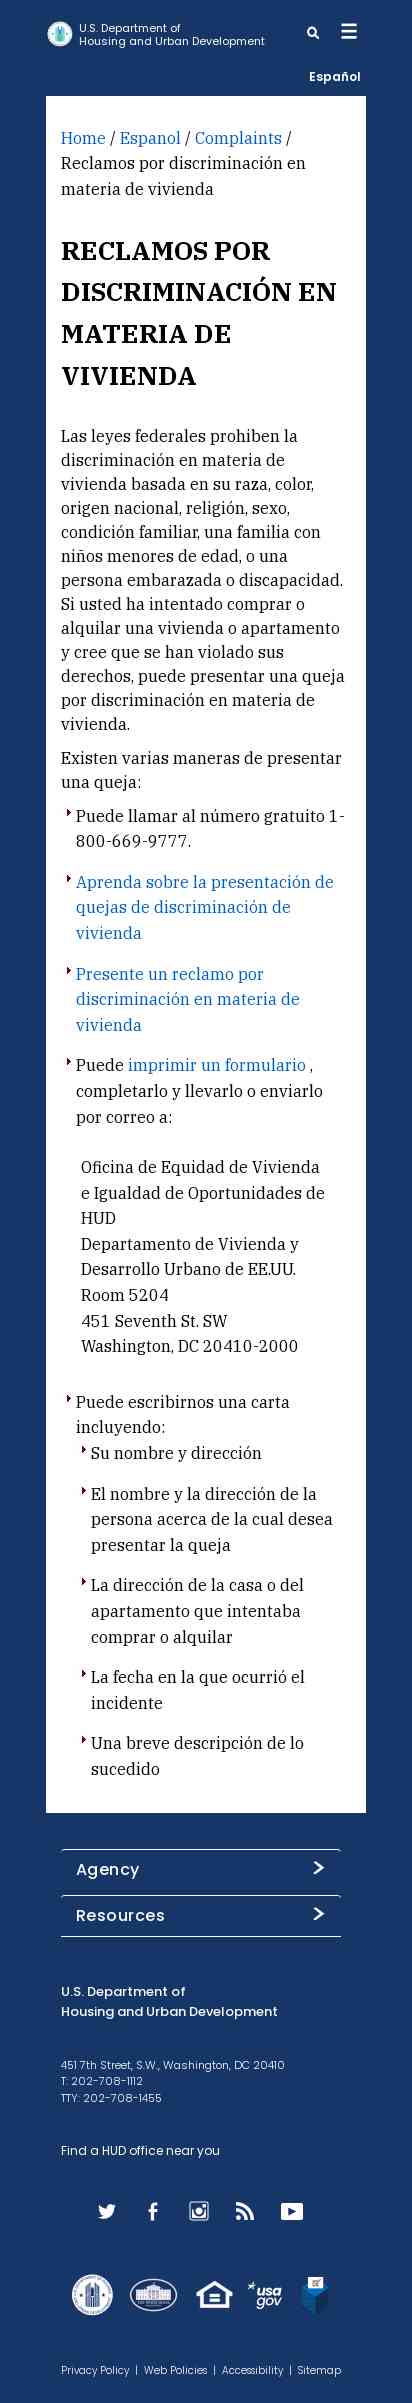 U.S. Department of
Housing and Urban Development
Español
Home / Espanol / Complaints /
Reclamos por discriminación en
materia de vivienda
RECLAMOS POR
DISCRIMINACIÓN EN
MATERIA DE
VIVIENDA
Las leyes federales prohiben la
discriminación en materia de
vivienda basada en su raza, color,
origen nacional, religión, sexo,
condición familiar, una familia con
niños menores de edad, o una
persona embarazada o discapacidad.
Si usted ha intentado comprar o
alquilar una vivienda o apartamento
y cree que se han violado sus
derechos, puede presentar una queja
por discriminación en materia de
vivienda.
Existen varias maneras de presentar
una queja:
Puede llamar al número gratuito 1-
800-669-9777.
Aprenda sobre la presentación de
quejas de discriminación de
vivienda
Presente un reclamo por
discriminación en materia de
vivienda
Puede imprimir un formulario ,
completarlo y llevarlo o enviarlo
por correo a:
Oficina de Equidad de Vivienda
e Igualdad de Oportunidades de
HUD
Departamento de Vivienda y
Desarrollo Urbano de EE.UU.
Room 5204
451 Seventh St. SW
Washington, DC 20410-2000
Puede escribirnos una carta
incluyendo:
Su nombre y dirección
El nombre y la dirección de la
persona acerca de la cual desea
presentar la queja
La dirección de la casa o del
apartamento que intentaba
comprar o alquilar
La fecha en la que ocurrió el
incidente
Una breve descripción de lo
sucedido
Agency
Resources
U.S. Department of
Housing and Urban Development
451 7th Street, S.W., Washington, DC 20410
T: 202-708-1112
TTY: 202-708-1455
Find a HUD office near you
usa
gov
Privacy Policy | Web Policies | Accessibility | Sitemap